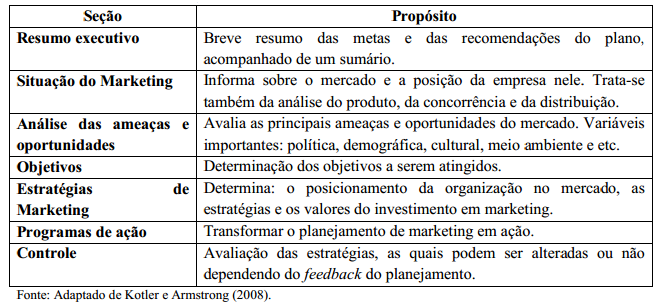 Seção Propósito
Resumo executivo Breve resumo das metas e das recomendações do plano,
acompanhado de um sumário.
Situação do Marketing Informa sobre o mercado e a posição da empresa nele. Trata-se
também da análise do produto, da concorrência e da distribuição.
Análise das ameaças e Avalia as principais ameaças e oportunidades do mercado. Variáveis
oportunidades importantes: política, demográfica, cultural, meio ambiente e etc.
Objetivos Determinação dos objetivos a serem atingidos.
Estratégias de Determina: o posicionamento da organização no mercado, as
Marketing estratégias e os valores do investimento em marketing.
Programas de ação Transformar o planejamento de marketing em ação.
Controle Avaliação das estratégias, as quais podem ser alteradas ou não
dependendo do feedback do planejamento.
Fonte: Adaptado de Kotler e Armstrong (2008).